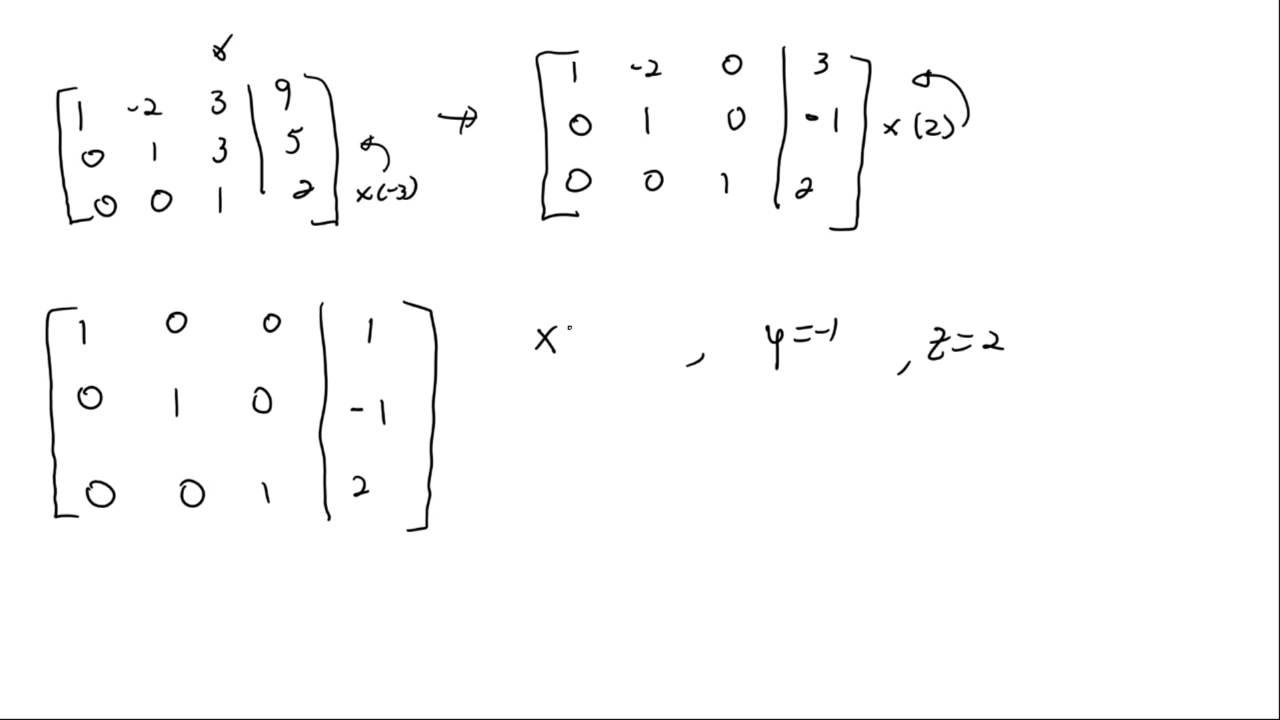 1 -2 3 | 9
0 1 3 | 5
0 0 1 | 2 x(-3)
→
1 -2 0 | 3
0 1 0 | -1 x(2)
0 0 1 | 2
1 0 0 | 1
0 1 0 | -1
0 0 1 | 2
x , y=-1 , z=2